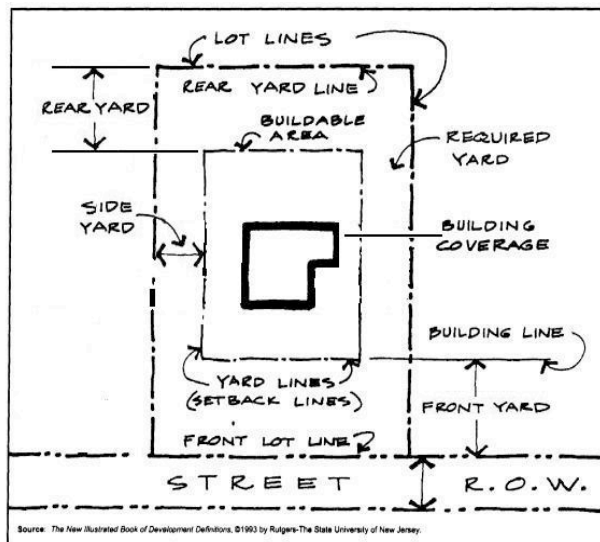 LOT LINES
REAR YARD LINE
REAR YARD
BUILDABLE
AREA
REQUIRED
YARD
SIDE
YARD
BUILDING
COVERAGE
BUILDING LINE
YARD LINES
(SETBACK LINES)
FRONT YARD
FRONT LOT LINE
STREET R.O.W.
Source: The New Illustrated Book of Development Definitions, ©1993 by Rutgers-The State University of New Jersey.